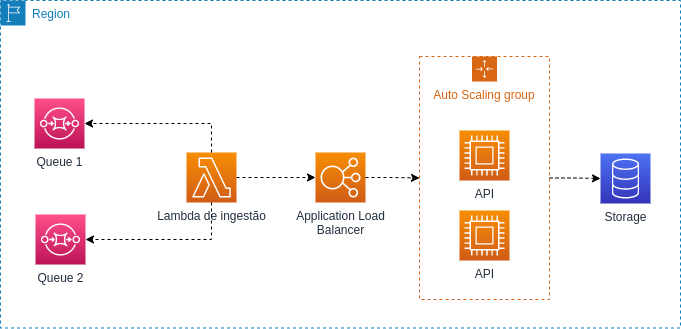 Region
Auto Scaling group
Queue 1
Lambda de ingestão
Application Load
Balancer
API
Storage
Queue 2
API